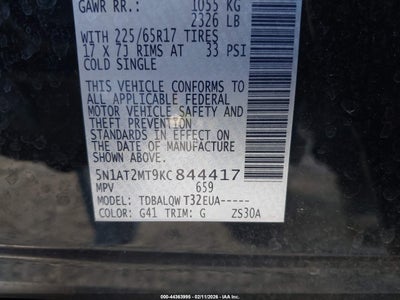 GAWR RR.: 1055 KG
2326 LB
WITH 225/65R17 TIRES
17 x 7J RIMS AT 33 PSI
COLD SINGLE
THIS VEHICLE CONFORMS TO
ALL APPLICABLE FEDERAL
MOTOR VEHICLE SAFETY AND
THEFT PREVENTION
STANDARDS IN EFFECT ON
THE DATE OF MANUFACTURE
SHOWN ABOVE.
5N1AT2MT9KC844417
MPV 659
MODEL: TDBALQW T32EUA-----
COLOR: G41 TRIM: G ZS30A
000-44363995 - 02/11/2026 - IAAI.COM